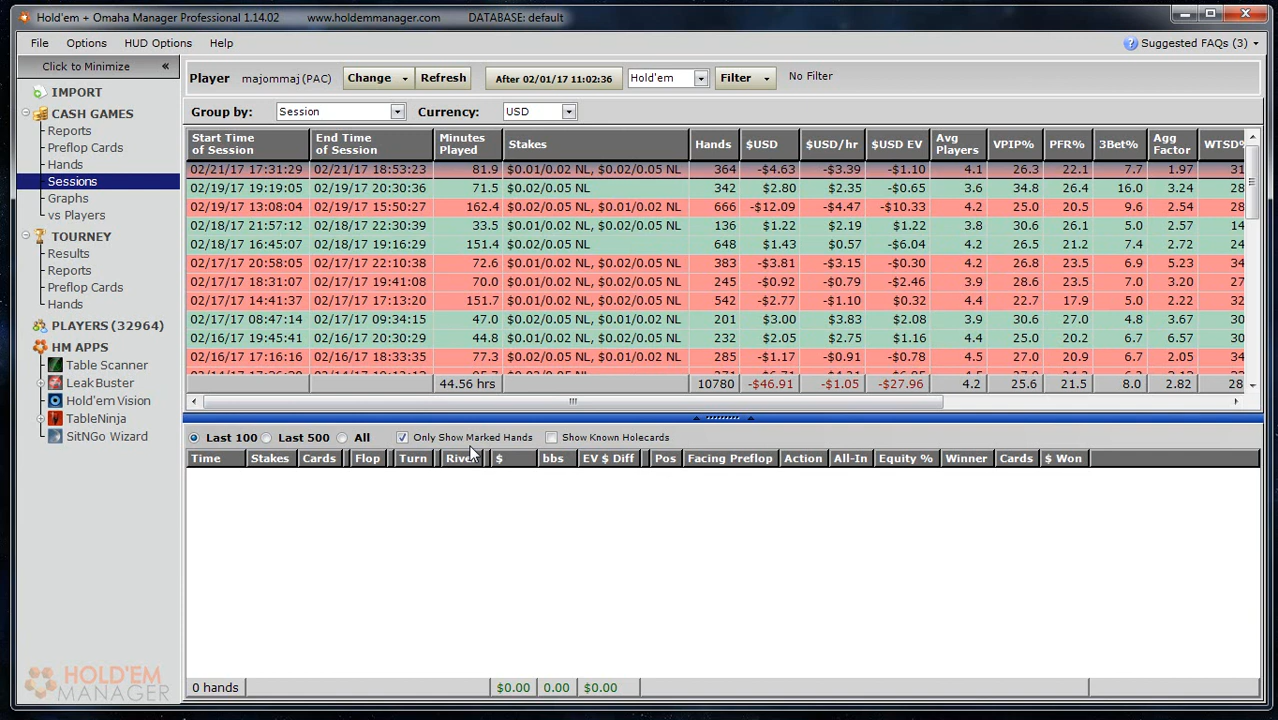 Hold'em + Omaha Manager Professional 1.14.02 www.holdemmanager.com DATABASE: default
File Options HUD Options Help Suggested FAQs (3)
Click to Minimize «
IMPORT
CASH GAMES
Reports
Preflop Cards
Hands
Sessions
Graphs
vs Players
TOURNEY
Results
Reports
Preflop Cards
Hands
PLAYERS (32964)
HM APPS
Table Scanner
Leak Buster
Hold'em Vision
TableNinja
SitNGo Wizard
HOLD'EM
MANAGER
Player majommaj (PAC) Change Refresh After 02/01/17 11:02:36 Hold'em Filter No Filter
Group by: Session Currency: USD
Start Time of Session End Time of Session Minutes Played Stakes Hands $USD $USD/hr $USD EV Avg Players VPIP% PFR% 3Bet% Agg Factor WTSD%
02/21/17 17:31:29 02/21/17 18:53:23 81.9 $0.01/0.02 NL, $0.02/0.05 NL 364 -$4.63 -$3.39 -$1.10 4.1 26.3 22.1 7.7 1.97 31
02/19/17 19:19:05 02/19/17 20:30:36 71.5 $0.02/0.05 NL 342 $2.80 $2.35 -$0.65 3.6 34.8 26.4 16.0 3.24 28
02/19/17 13:08:04 02/19/17 15:50:27 162.4 $0.02/0.05 NL, $0.01/0.02 NL 666 -$12.09 -$4.47 -$10.33 4.2 25.0 20.5 9.6 2.54 28
02/18/17 21:57:12 02/18/17 22:30:39 33.5 $0.01/0.02 NL, $0.02/0.05 NL 136 $1.22 $2.19 $1.22 3.8 30.6 26.1 5.0 2.57 14
02/18/17 16:45:07 02/18/17 19:16:29 151.4 $0.02/0.05 NL 648 $1.43 $0.57 -$6.04 4.2 26.5 21.2 7.4 2.72 28
02/17/17 20:58:05 02/17/17 22:10:38 72.6 $0.01/0.02 NL, $0.02/0.05 NL 383 -$3.81 -$3.15 -$0.30 4.2 26.8 23.5 6.9 5.23 23
02/17/17 18:31:07 02/17/17 19:41:08 70.0 $0.01/0.02 NL, $0.02/0.05 NL 245 -$0.92 -$0.79 -$2.46 3.9 28.6 23.5 7.0 3.20 27
02/17/17 14:41:37 02/17/17 17:13:20 151.7 $0.01/0.02 NL, $0.02/0.05 NL 542 -$2.77 -$1.10 $0.32 4.4 22.7 17.9 5.0 2.22 32
02/17/17 08:47:14 02/17/17 09:34:15 47.0 $0.01/0.02 NL, $0.02/0.05 NL 201 $3.00 $3.83 $2.08 3.9 30.6 27.0 4.8 3.67 24
02/16/17 19:45:41 02/16/17 20:30:29 44.8 $0.01/0.02 NL, $0.02/0.05 NL 232 $2.05 $2.75 $1.16 4.2 25.0 20.3 6.7 6.57 24
02/16/17 17:16:16 02/16/17 18:33:35 77.3 $0.02/0.05 NL, $0.01/0.02 NL 285 -$1.17 -$0.91 -$0.78 4.5 27.0 20.9 6.7 2.05 34
44.56 hrs 10780 -$46.91 -$1.05 -$27.96 4.2 25.6 21.5 8.0 2.82 28
Last 100 Last 500 All Only Show Marked Hands Show Known Holecards
Time Stakes Cards Flop Turn River $ bbs EV $ Diff Pos Facing Preflop Action All-In Equity % Winner Cards $ Won
0 hands $0.00 0.00 $0.00